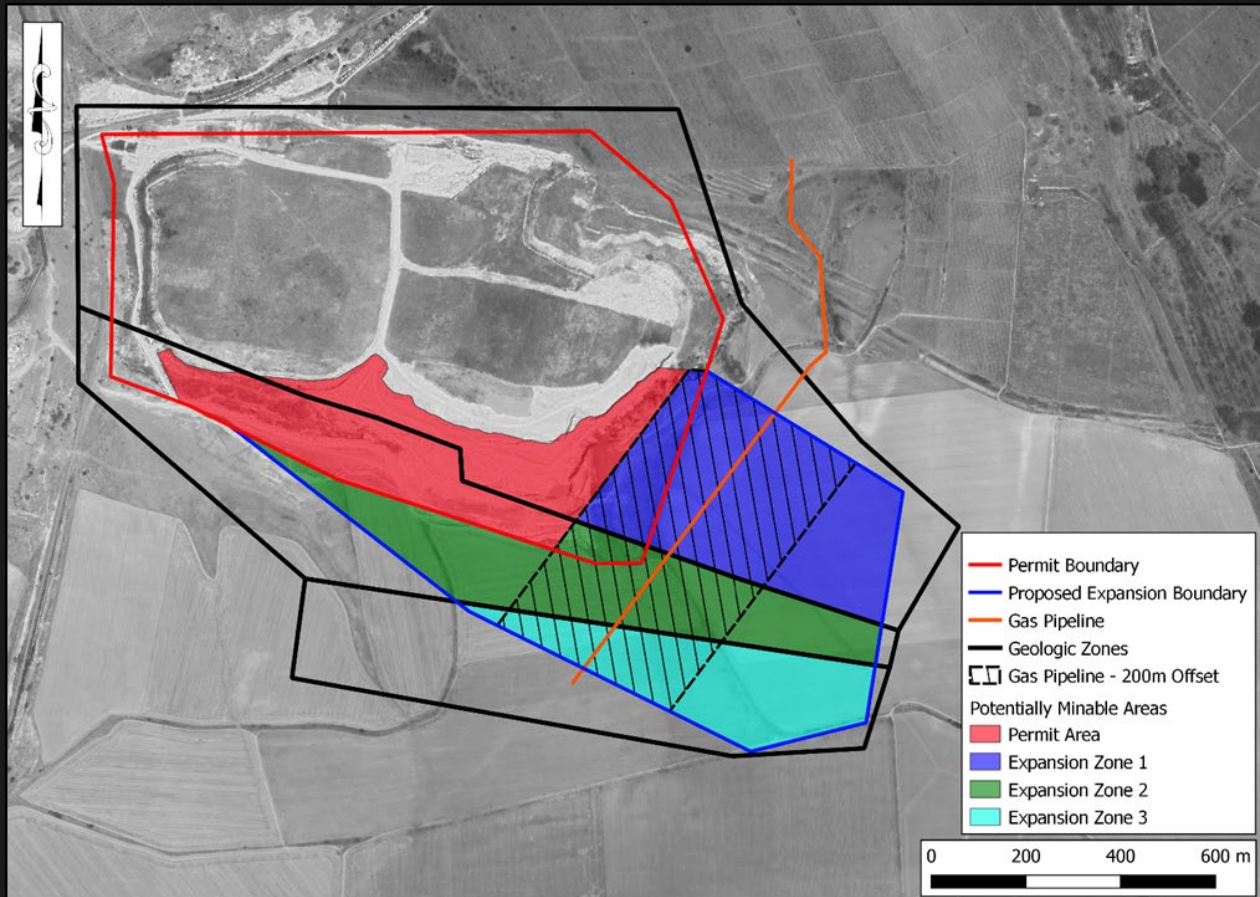 Permit Boundary
Proposed Expansion Boundary
Gas Pipeline
Geologic Zones
Gas Pipeline - 200m Offset
Potentially Minable Areas
Permit Area
Expansion Zone 1
Expansion Zone 2
Expansion Zone 3
0 200 400 600 m